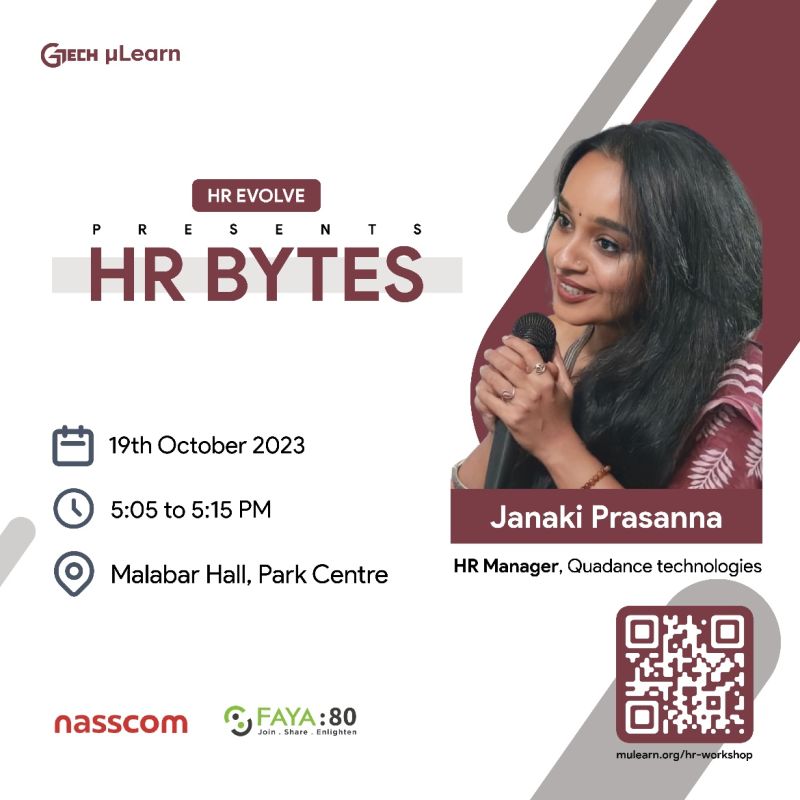 GTECH µLearn
HR EVOLVE
PRESENTS
HR BYTES
19th October 2023
5:05 to 5:15 PM
Malabar Hall, Park Centre
Janaki Prasanna
HR Manager, Quadance technologies
nasscom
FAYA:80
Join . Share . Enlighten
mulearn.org/hr-workshop